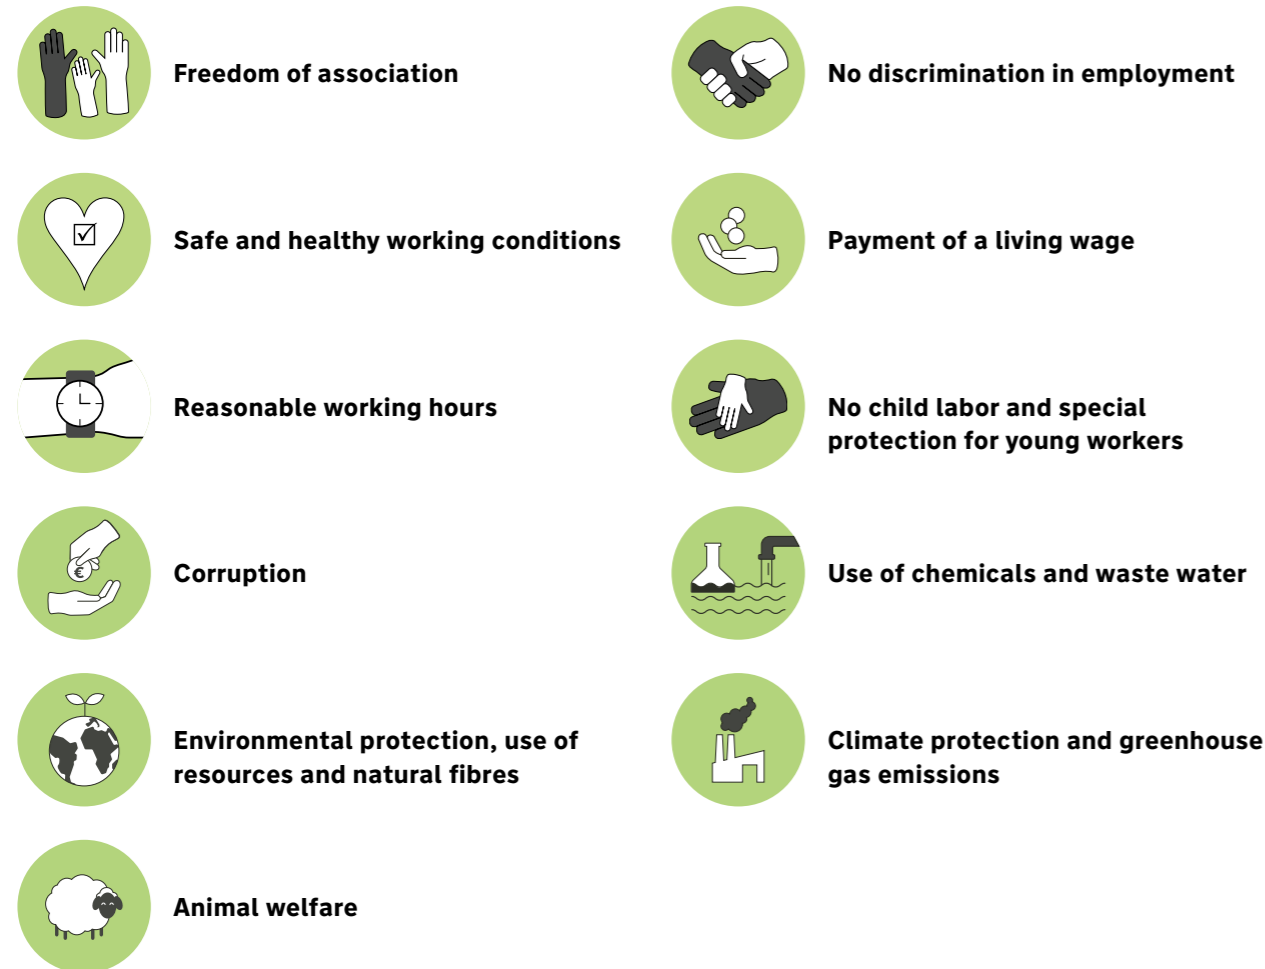 Freedom of association
No discrimination in employment
Safe and healthy working conditions
Payment of a living wage
Reasonable working hours
No child labor and special
protection for young workers
Corruption
€
Use of chemicals and waste water
Environmental protection, use of
resources and natural fibres
Climate protection and greenhouse
gas emissions
Animal welfare